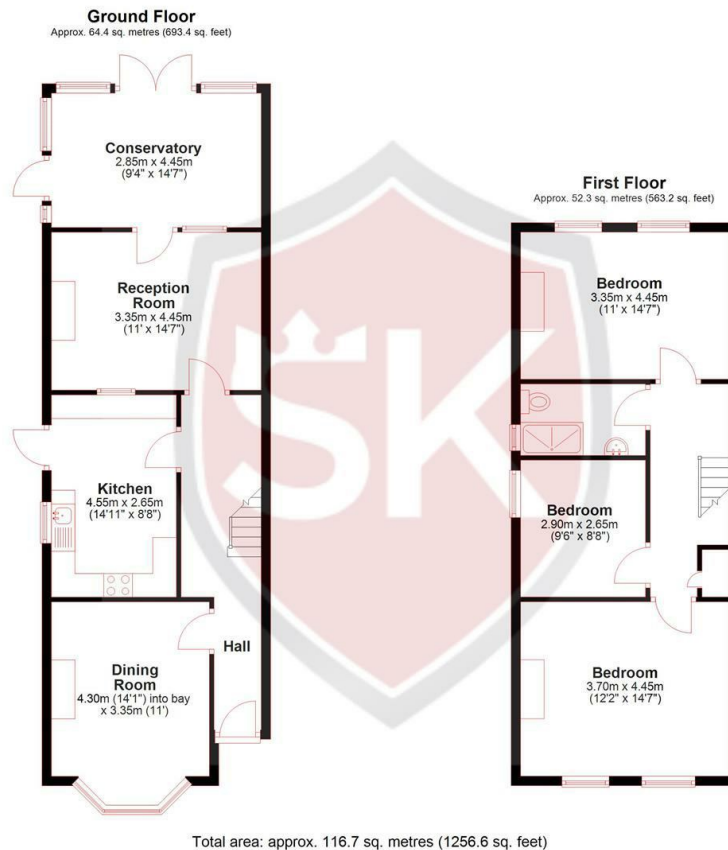 Ground Floor
Approx. 64.4 sq. metres (693.4 sq. feet)
Conservatory
2.85m x 4.45m
(9'4" x 14'7")
Reception
Room
3.35m x 4.45m
(11' x 14'7")
Kitchen
4.55m x 2.65m
(14'11" x 8'8")
Hall
Dining
Room
4.30m (14'1") into bay
x 3.35m (11')
First Floor
Approx. 52.3 sq. metres (563.2 sq. feet)
Bedroom
3.35m x 4.45m
(11' x 14'7")
Bedroom
2.90m x 2.65m
(9'6" x 8'8")
Bedroom
3.70m x 4.45m
(12'2" x 14'7")
SK
Total area: approx. 116.7 sq. metres (1256.6 sq. feet)